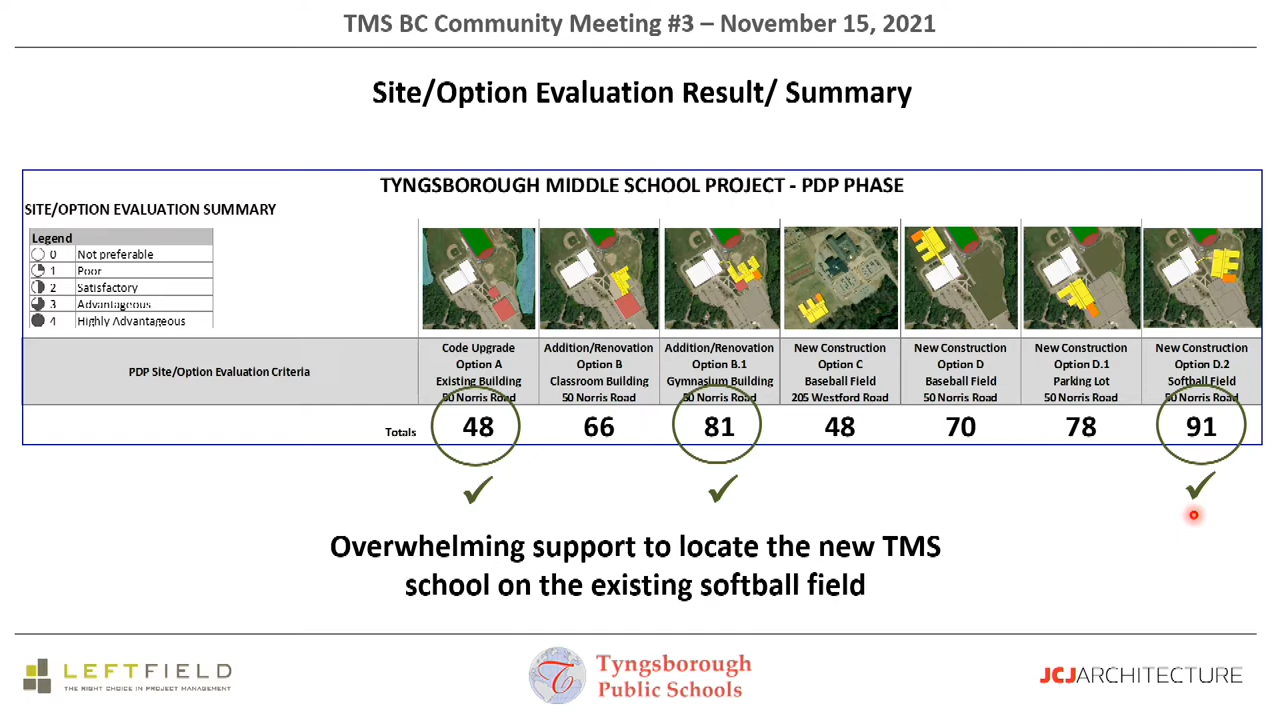 TMS BC Community Meeting #3 – November 15, 2021
Site/Option Evaluation Result/ Summary
TYNGSBOROUGH MIDDLE SCHOOL PROJECT - PDP PHASE
SITE/OPTION EVALUATION SUMMARY
Legend
0 Not preferable
1 Poor
2 Satisfactory
3 Advantageous
4 Highly Advantageous
PDP Site/Option Evaluation Criteria
Code Upgrade
Option A
Existing Building
50 Norris Road
Addition/Renovation
Option B
Classroom Building
50 Norris Road
Addition/Renovation
Option B.1
Gymnasium Building
50 Norris Road
New Construction
Option C
Baseball Field
205 Westford Road
New Construction
Option D
Baseball Field
50 Norris Road
New Construction
Option D.1
Parking Lot
50 Norris Road
New Construction
Option D.2
Softball Field
50 Norris Road
Totals 48 66 81 48 70 78 91
Overwhelming support to locate the new TMS
school on the existing softball field
LEFTFIELD
THE RIGHT CHOICE IN PROJECT MANAGEMENT
Tyngsborough
Public Schools
JCJARCHITECTURE